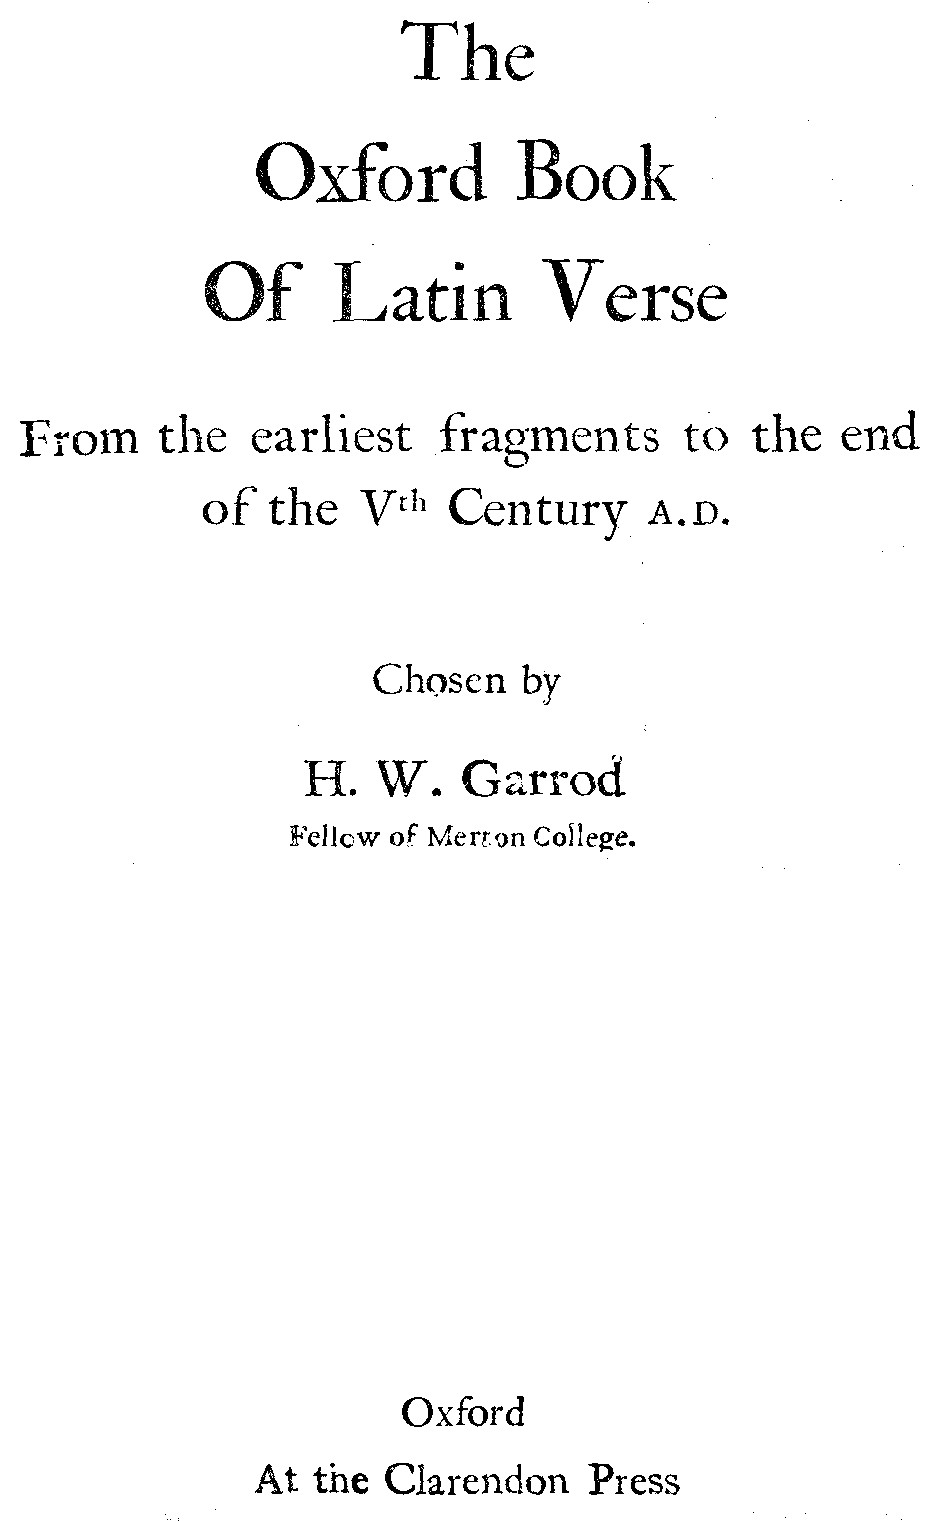 The
Oxford Book
Of Latin Verse
From the earliest fragments to the end
of the Vth Century A.D.
Chosen by
H. W. Garrod
Fellow of Merton College.
Oxford
At the Clarendon Press